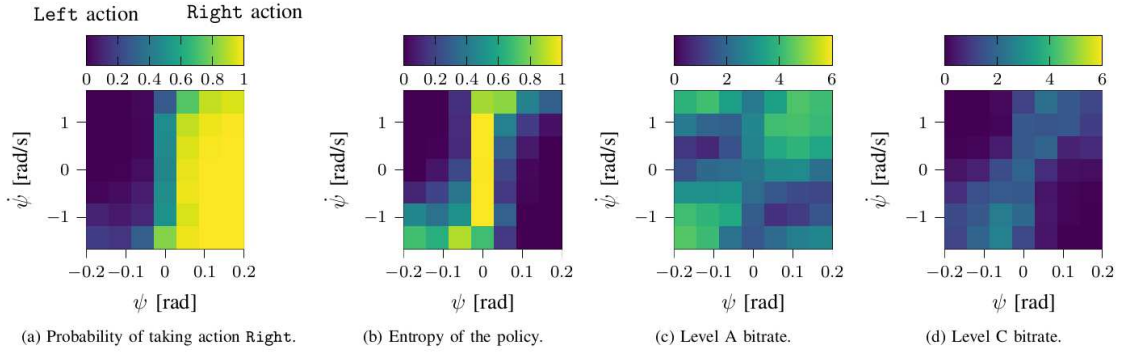 Left action Right action
0 0.2 0.4 0.6 0.8 1
0 0.2 0.4 0.6 0.8 1
0 2 4 6
0 2 4 6
1
0
−1
ψ̇ [rad/s]
−0.2 −0.1 0 0.1 0.2
ψ [rad]
1
0
−1
ψ̇ [rad/s]
−0.2 −0.1 0 0.1 0.2
ψ [rad]
1
0
−1
ψ̇ [rad/s]
−0.2 −0.1 0 0.1 0.2
ψ [rad]
1
0
−1
ψ̇ [rad/s]
−0.2 −0.1 0 0.1 0.2
ψ [rad]
(a) Probability of taking action Right.
(b) Entropy of the policy.
(c) Level A bitrate.
(d) Level C bitrate.